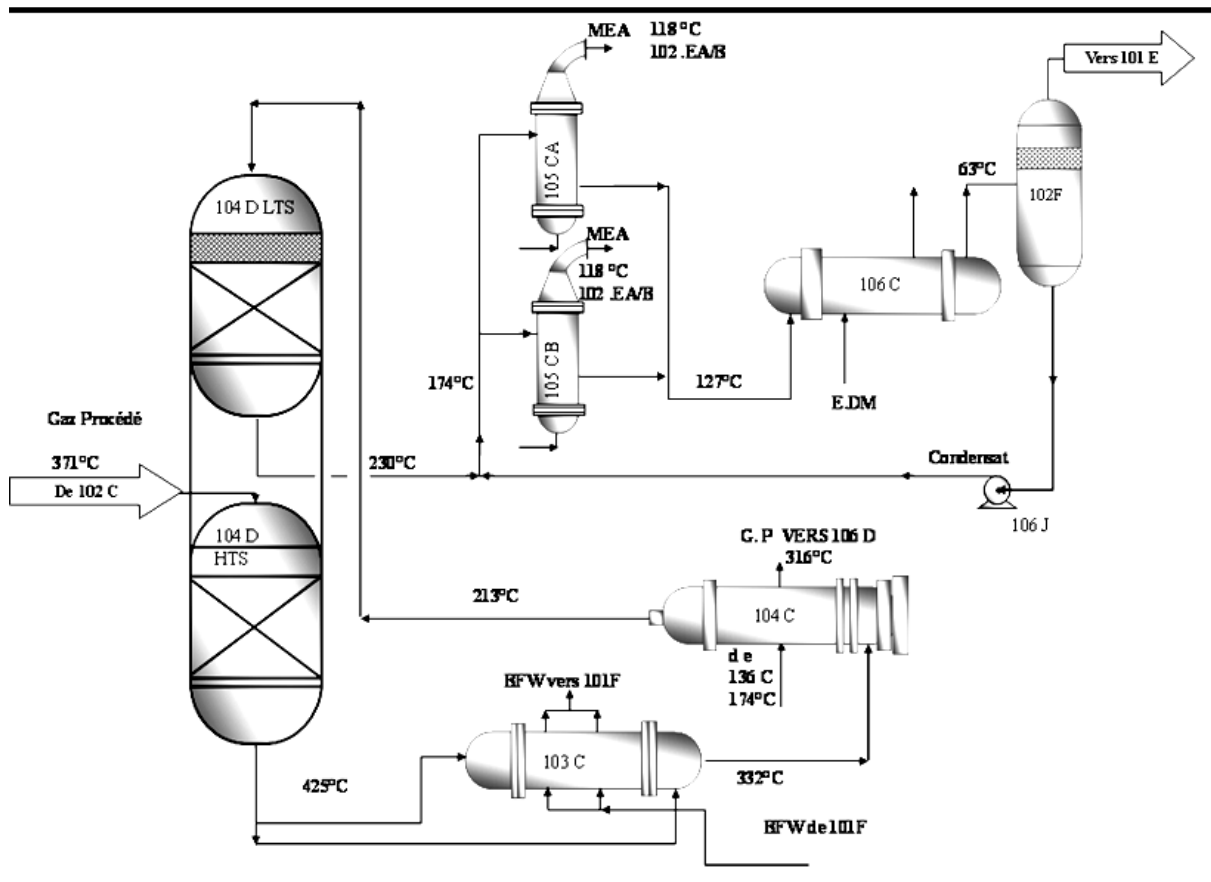 MEA 118°C
102 .EA/B
Vers 101 E
105 CA
63°C
102F
104 D LTS
MEA
118°C
102 .EA/B
106 C
105 CB
174°C
127°C
E.DM
Gaz Procédé
371°C
De 102 C
230°C
Condensat
106 J
104 D
HTS
G. P VERS 106 D
316°C
213°C
104 C
de
136 C
174°C
BFW vers 101F
103 C
425°C
332°C
BFW de 101F